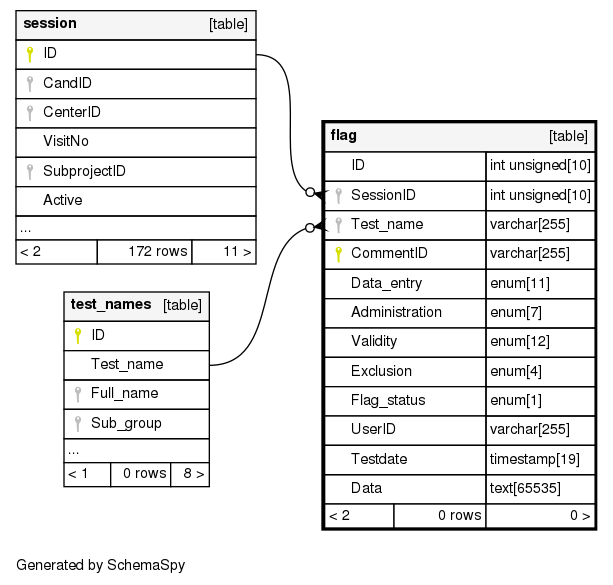 session [table]
ID
CandID
CenterID
VisitNo
SubprojectID
Active
...
< 2 172 rows 11 >
test_names [table]
ID
Test_name
Full_name
Sub_group
...
< 1 0 rows 8 >
flag [table]
ID int unsigned[10]
SessionID int unsigned[10]
Test_name varchar[255]
CommentID varchar[255]
Data_entry enum[11]
Administration enum[7]
Validity enum[12]
Exclusion enum[4]
Flag_status enum[1]
UserID varchar[255]
Testdate timestamp[19]
Data text[65535]
< 2 0 rows 0 >
Generated by SchemaSpy